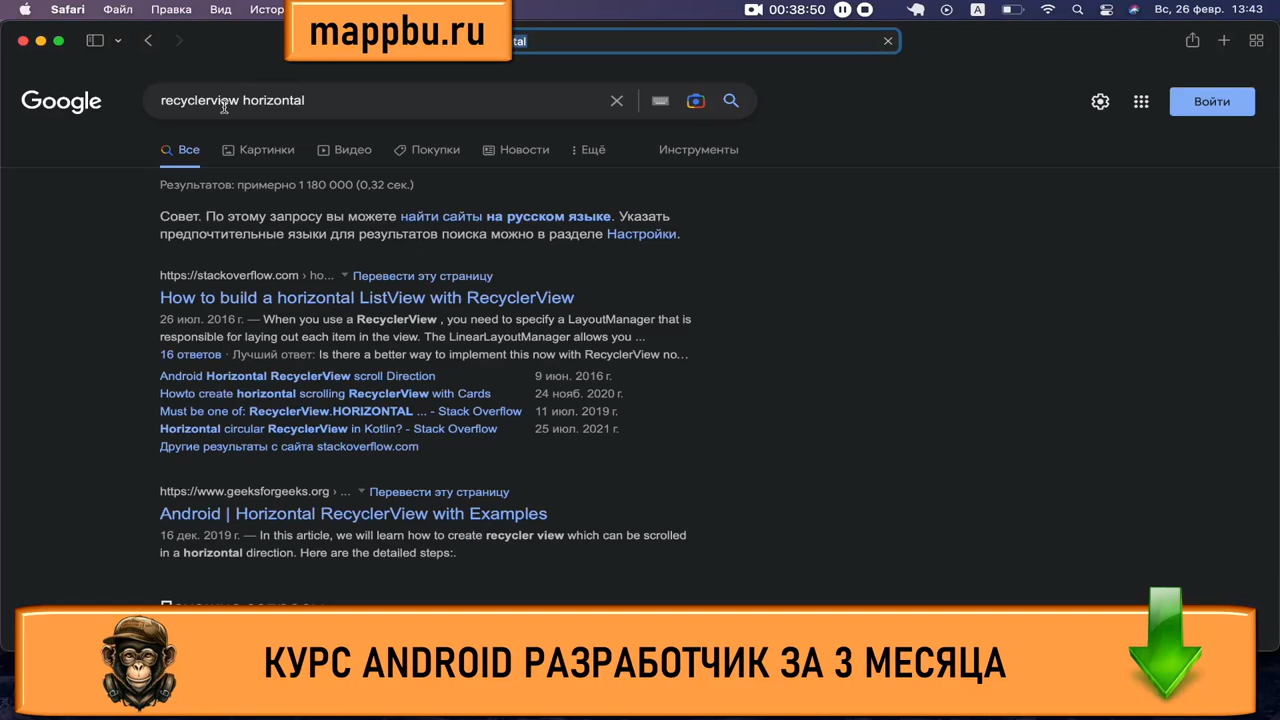 Safari Файл Правка Вид Истор 00:38:50 А Вс, 26 февр. 13:43
mappbu.ru
tal
Google recyclerview horizontal Войти
Все Картинки Видео Покупки Новости Ещё Инструменты
Результатов: примерно 1 180 000 (0,32 сек.)
Совет. По этому запросу вы можете найти сайты на русском языке. Указать
предпочтительные языки для результатов поиска можно в разделе Настройки.
https://stackoverflow.com › ho... Перевести эту страницу
How to build a horizontal ListView with RecyclerView
26 июл. 2016 г. — When you use a RecyclerView , you need to specify a LayoutManager that is
responsible for laying out each item in the view. The LinearLayoutManager allows you ...
16 ответов · Лучший ответ: Is there a better way to implement this now with RecyclerView no...
Android Horizontal RecyclerView scroll Direction 9 июн. 2016 г.
Howto create horizontal scrolling RecyclerView with Cards 24 нояб. 2020 г.
Must be one of: RecyclerView.HORIZONTAL ... - Stack Overflow 11 июл. 2019 г.
Horizontal circular RecyclerView in Kotlin? - Stack Overflow 25 июл. 2021 г.
Другие результаты с сайта stackoverflow.com
https://www.geeksforgeeks.org › ... Перевести эту страницу
Android | Horizontal RecyclerView with Examples
16 дек. 2019 г. — In this article, we will learn how to create recycler view which can be scrolled
in a horizontal direction. Here are the detailed steps:.
КУРС ANDROID РАЗРАБОТЧИК ЗА 3 МЕСЯЦА